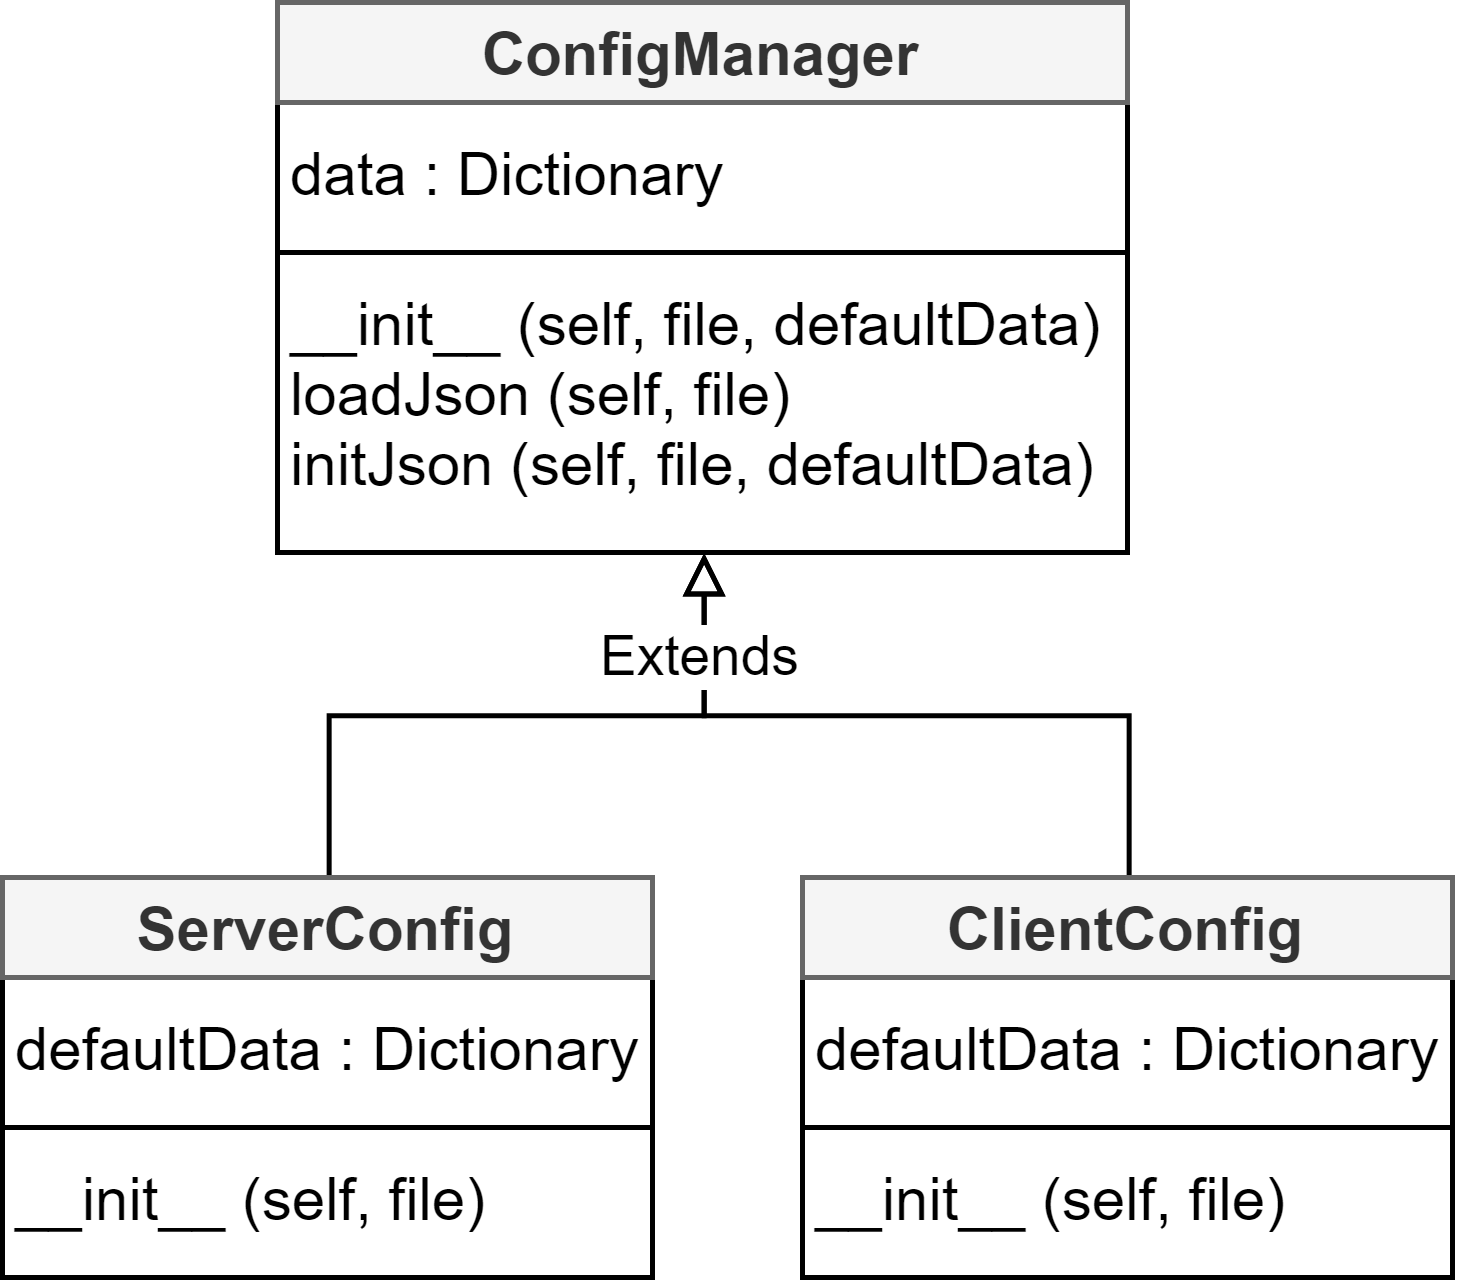 ConfigManager
data : Dictionary
__init__ (self, file, defaultData)
loadJson (self, file)
initJson (self, file, defaultData)
Extends
ServerConfig
defaultData : Dictionary
__init__ (self, file)
ClientConfig
defaultData : Dictionary
__init__ (self, file)